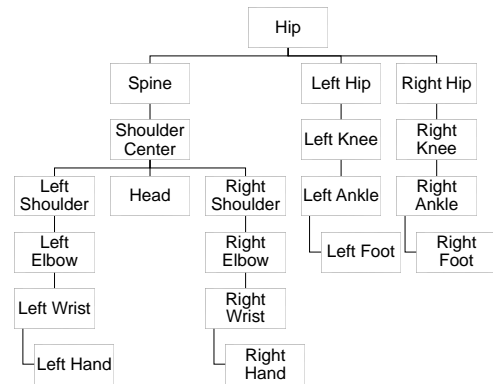 Hip
Spine
Left Hip
Right Hip
Shoulder
Center
Left Knee
Right
Knee
Left
Shoulder
Head
Right
Shoulder
Left Ankle
Right
Ankle
Left
Elbow
Right
Elbow
Left Foot
Right
Foot
Left Wrist
Right
Wrist
Left Hand
Right
Hand